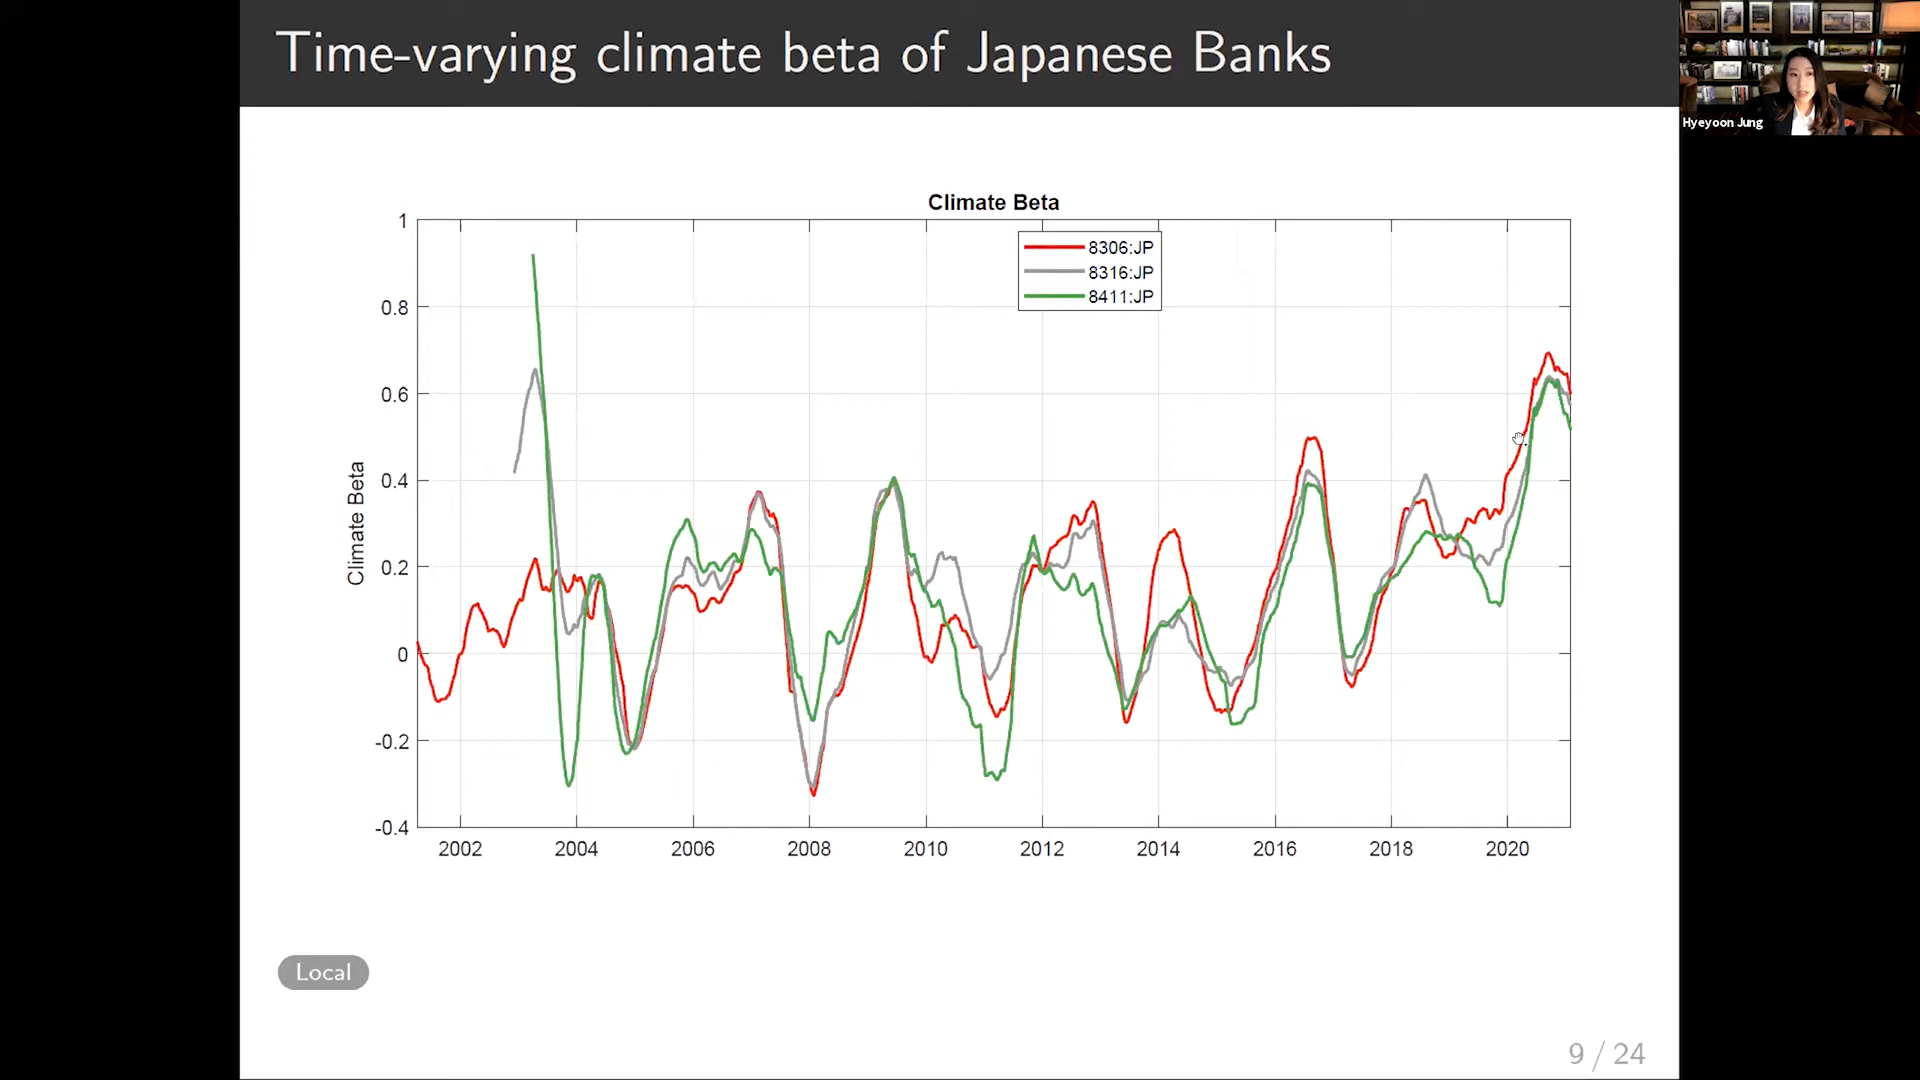 Time-varying climate beta of Japanese Banks
Hyeyoon Jung
Climate Beta
8306:JP
8316:JP
8411:JP
Climate Beta
1
0.8
0.6
0.4
0.2
0
-0.2
-0.4
2002 2004 2006 2008 2010 2012 2014 2016 2018 2020
Local
9 / 24